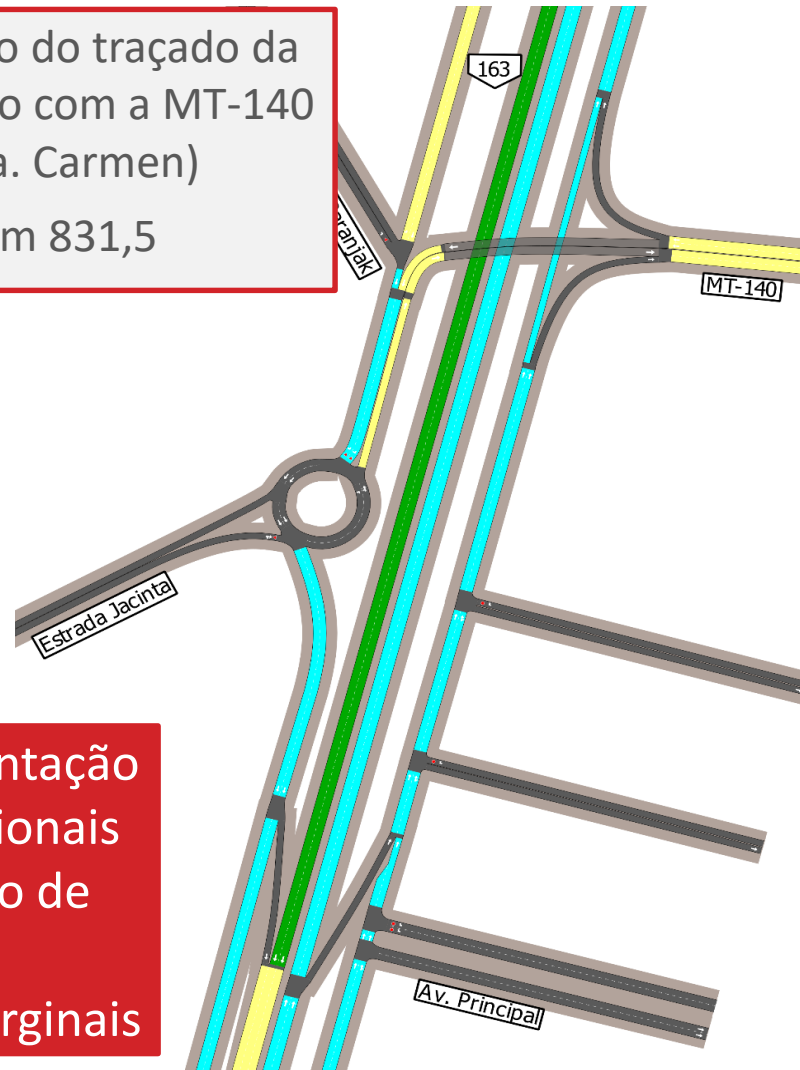 o do traçado da
o com a MT-140
a. Carmen)
m 831,5
163
ranjak
MT-140
Estrada Jacinta
ntação
ionais
o de
rginais
Av. Principal